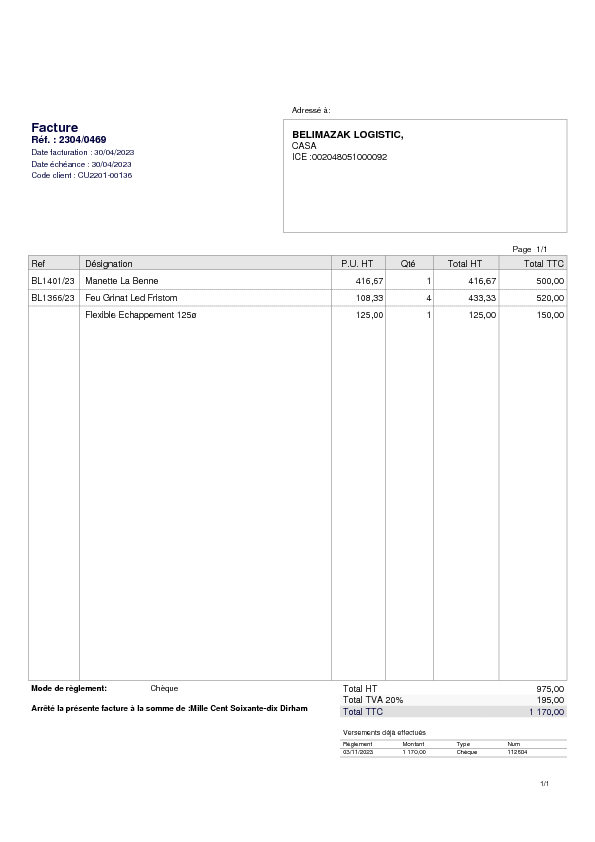 Adressé à:
Facture
Réf. : 2304/0469
Date facturation : 30/04/2023
Date échéance : 30/04/2023
Code client : CU2201-00136
BELIMAZAK LOGISTIC,
CASA
ICE :002048051000092
Page 1/1
Ref Désignation P.U. HT Qté Total HT Total TTC
BL1401/23 Manette La Benne 416,67 1 416,67 500,00
BL1366/23 Feu Grinat Led Fristom 108,33 4 433,33 520,00
Flexible Echappement 125ø 125,00 1 125,00 150,00
Mode de règlement: Chèque
Arrêté la présente facture à la somme de :Mille Cent Soixante-dix Dirham
Total HT 975,00
Total TVA 20% 195,00
Total TTC 1 170,00
Versements déjà effectués
Règlement Montant Type Num
03/11/2023 1 170,00 Chèque 112604
1/1